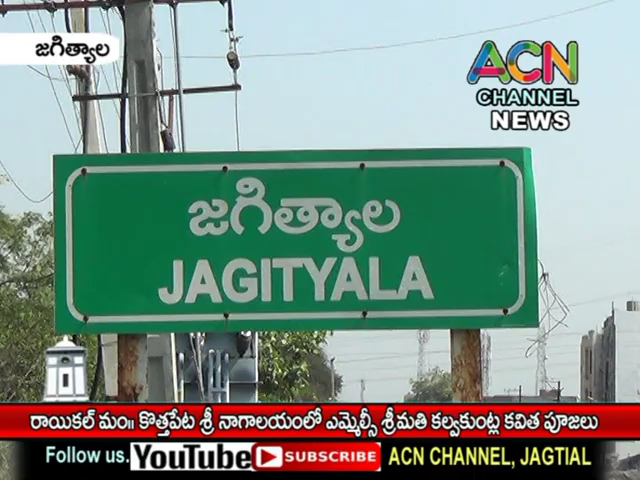 జగిత్యాల
ACN
CHANNEL
NEWS
జగిత్యాల
JAGITYALA
రాయికల్ మం॥ కొత్తపేట శ్రీ నాగాలయంలో ఎమ్మెల్సీ శ్రీమతి కల్వకుంట్ల కవిత పూజలు
Follow us. YouTube SUBSCRIBE ACN CHANNEL, JAGTIAL